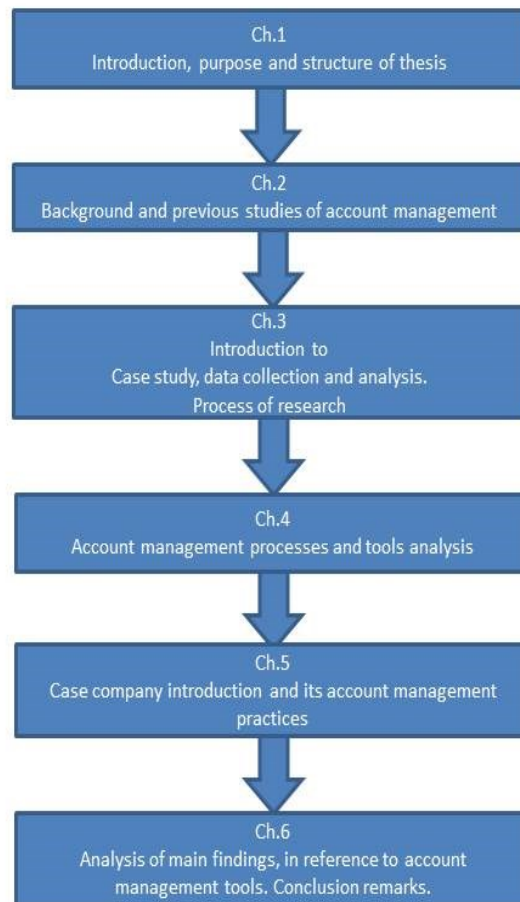 Ch.1
Introduction, purpose and structure of thesis
Ch.2
Background and previous studies of account management
Ch.3
Introduction to
Case study, data collection and analysis.
Process of research
Ch.4
Account management processes and tools analysis
Ch.5
Case company introduction and its account management
practices
Ch.6
Analysis of main findings, in reference to account
management tools. Conclusion remarks.